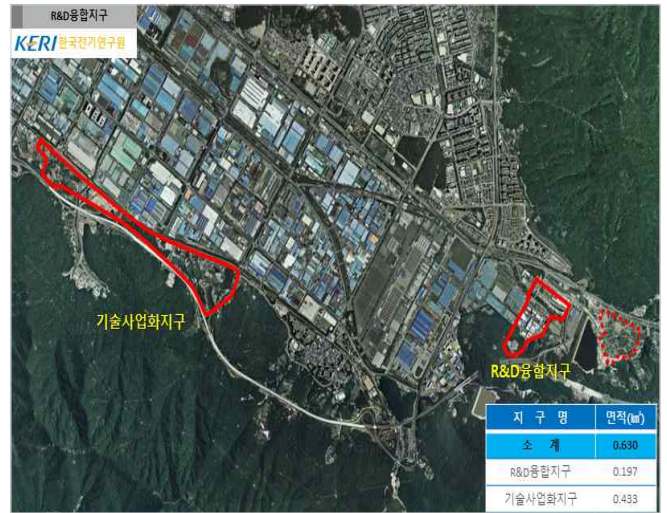 R&D융합지구
KERI 한국전기연구원
기술사업화지구
R&D융합지구
지 구 명 면적(㎢)
소 계 0.630
R&D융합지구 0.197
기술사업화지구 0.433